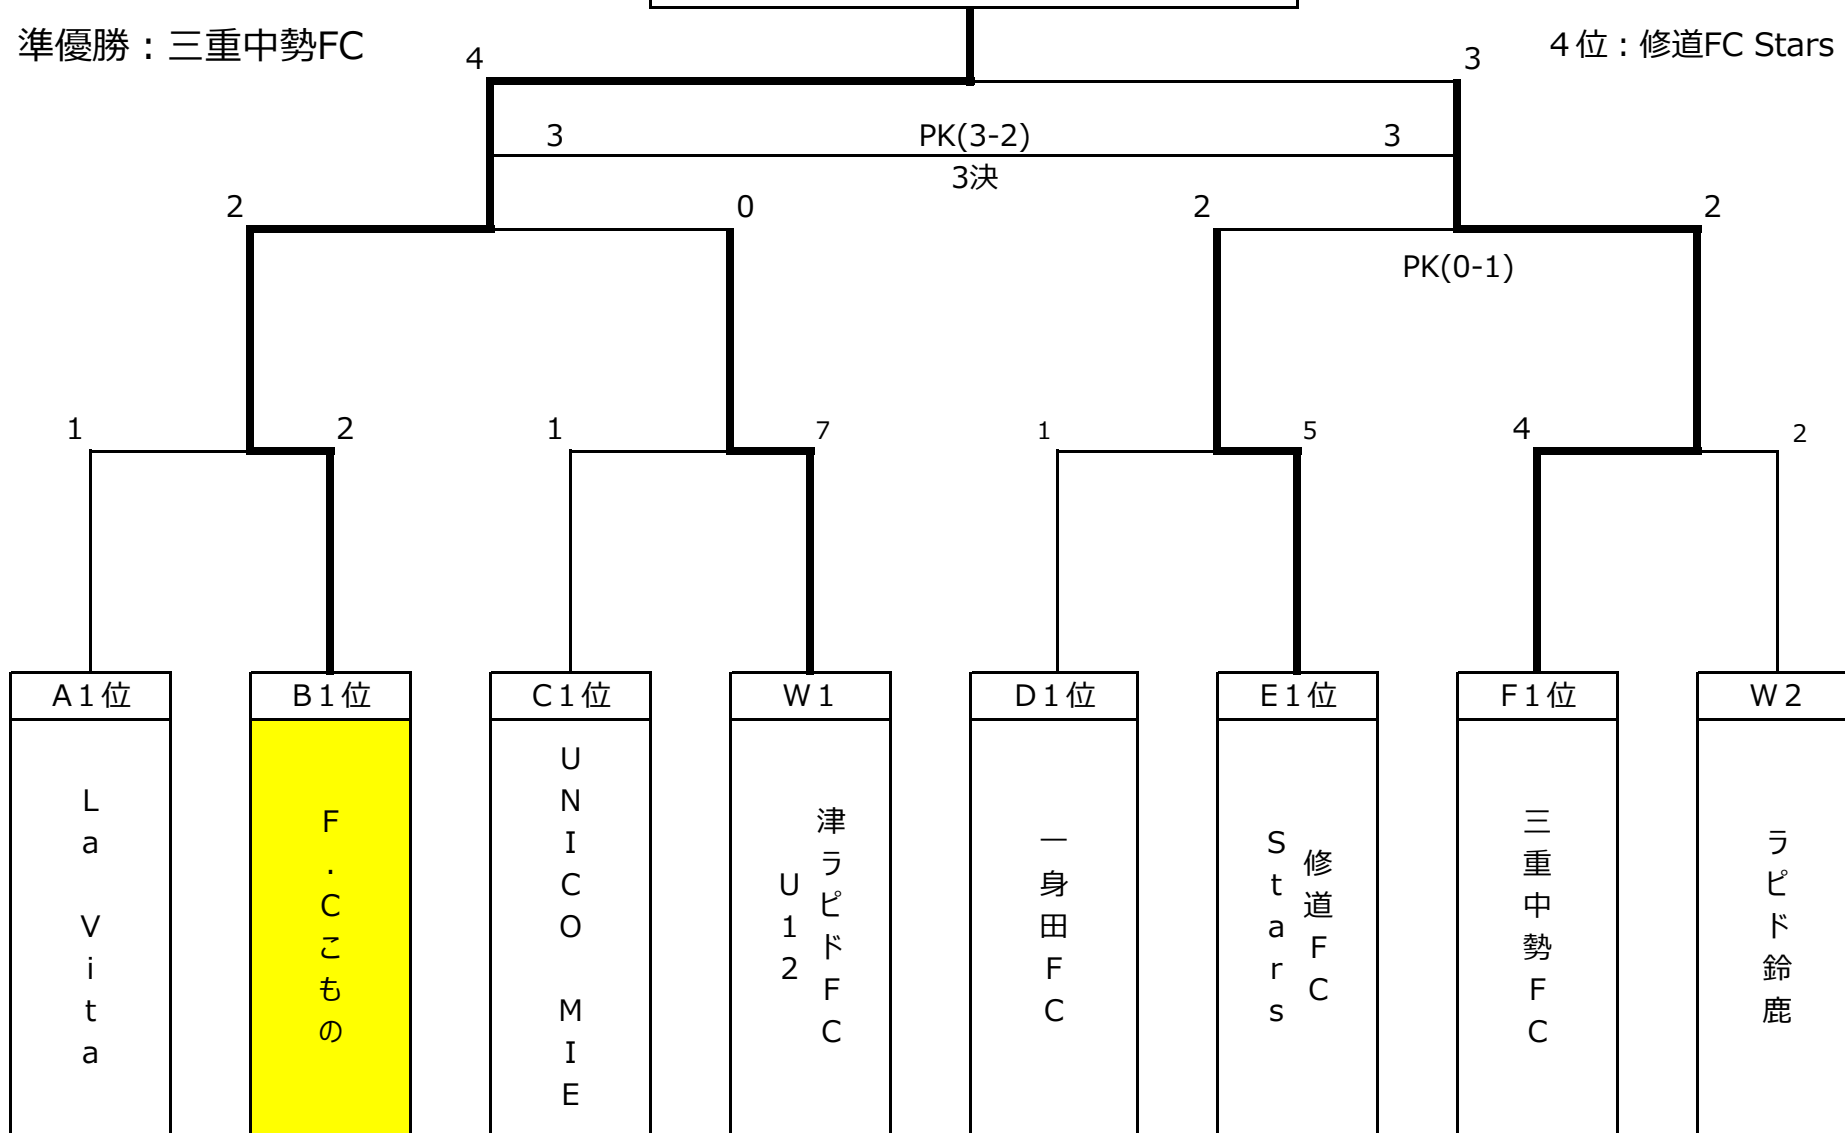 準優勝：三重中勢FC
４位：修道FC Stars
4
3
3
PK(3-2)
3
3決
2
0
2
2
PK(0-1)
1
2
1
7
1
5
4
2
A１位
B１位
C１位
W１
D１位
E１位
F１位
W２
La Vita
F.Cこもの
UNICO MIE
津ラピドFC
U12
一身田FC
修道FC
Stars
三重中勢FC
ラピド鈴鹿